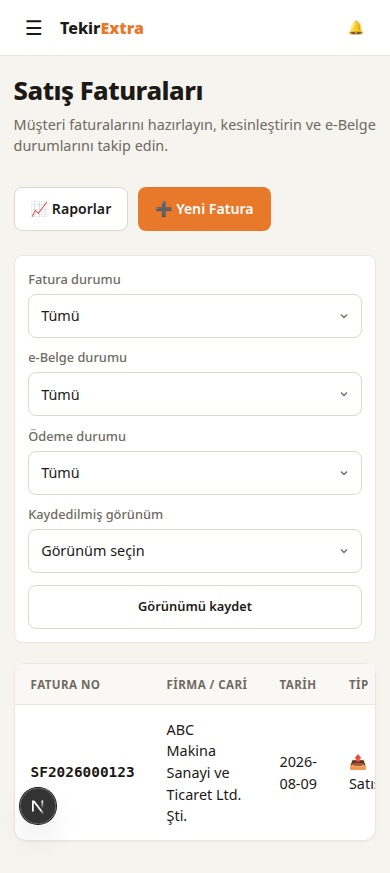 TekirExtra
Satış Faturaları
Müşteri faturalarını hazırlayın, kesinleştirin ve e-Belge
durumlarını takip edin.
Raporlar
Yeni Fatura
Fatura durumu
Tümü
e-Belge durumu
Tümü
Ödeme durumu
Tümü
Kaydedilmiş görünüm
Görünüm seçin
Görünümü kaydet
FATURA NO FİRMA / CARİ TARİH TİP
ABC
Makina
Sanayi ve
Ticaret Ltd.
Şti.
SF2026000123
2026-
08-09
N